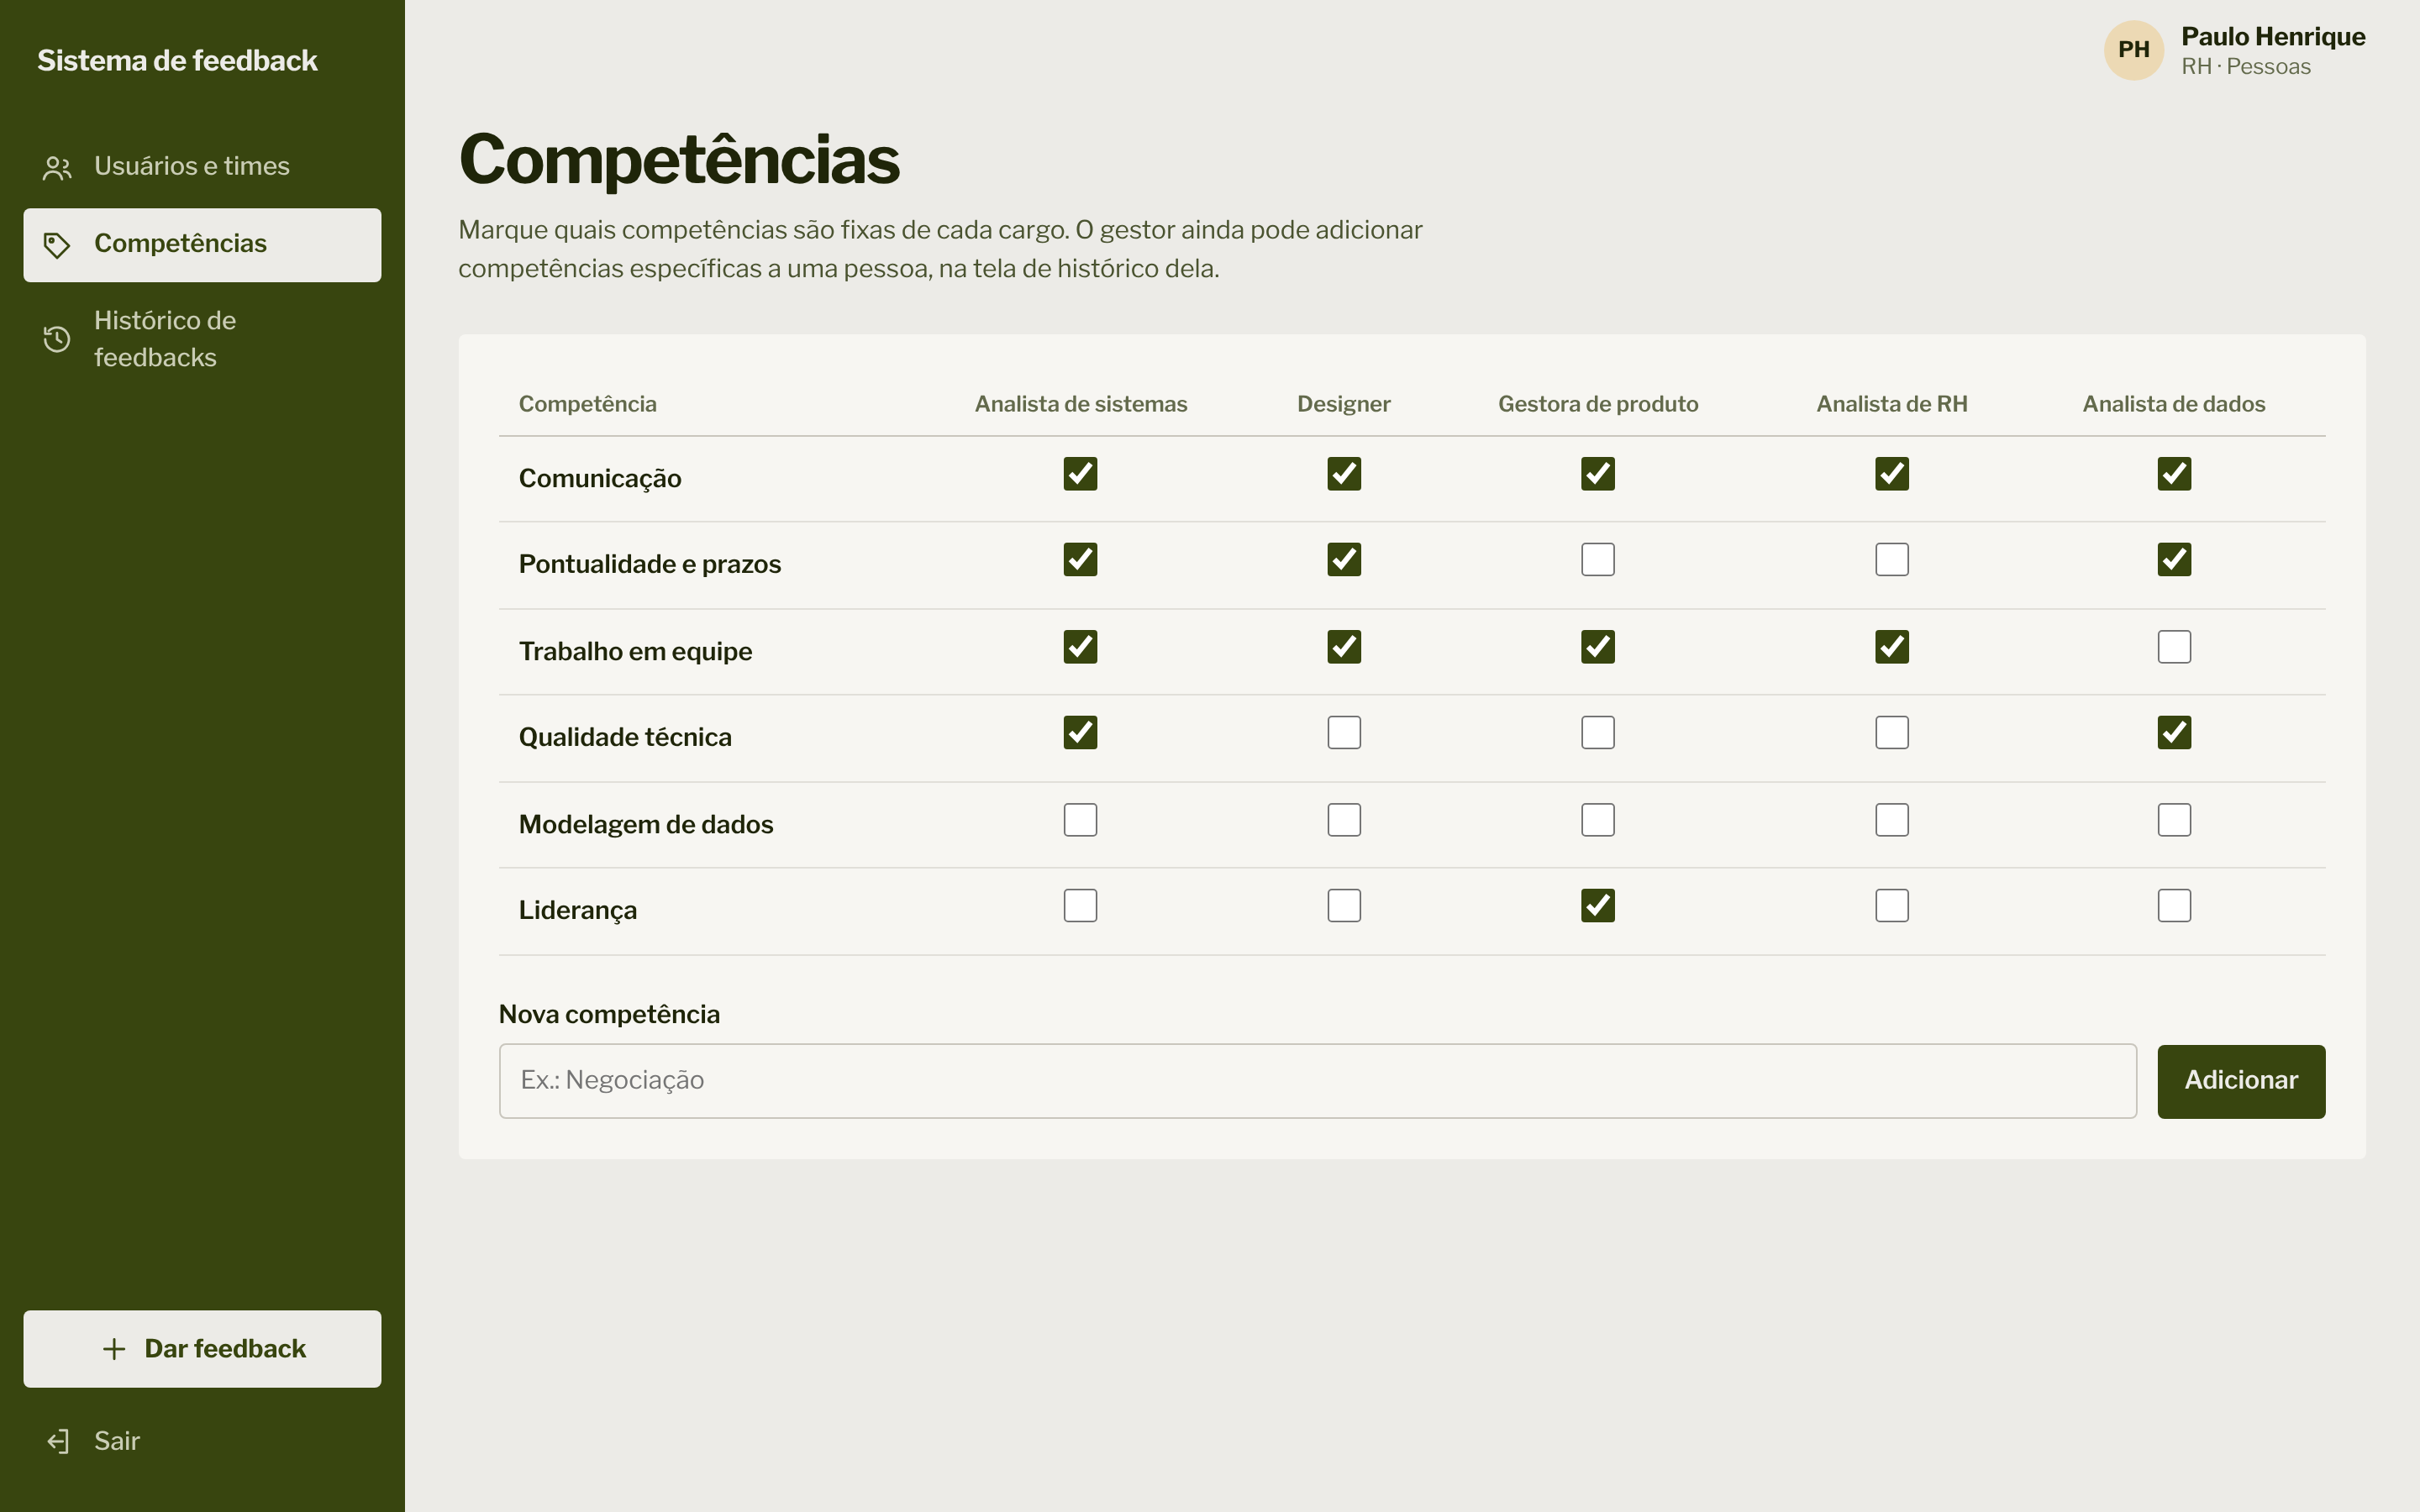 Sistema de feedback
Usuários e times
Competências
Histórico de
feedbacks
Dar feedback
Sair
PH
Paulo Henrique
RH · Pessoas
Competências
Marque quais competências são fixas de cada cargo. O gestor ainda pode adicionar
competências específicas a uma pessoa, na tela de histórico dela.
Competência Analista de sistemas Designer Gestora de produto Analista de RH Analista de dados
Comunicação
Pontualidade e prazos
Trabalho em equipe
Qualidade técnica
Modelagem de dados
Liderança
Nova competência
Ex.: Negociação
Adicionar